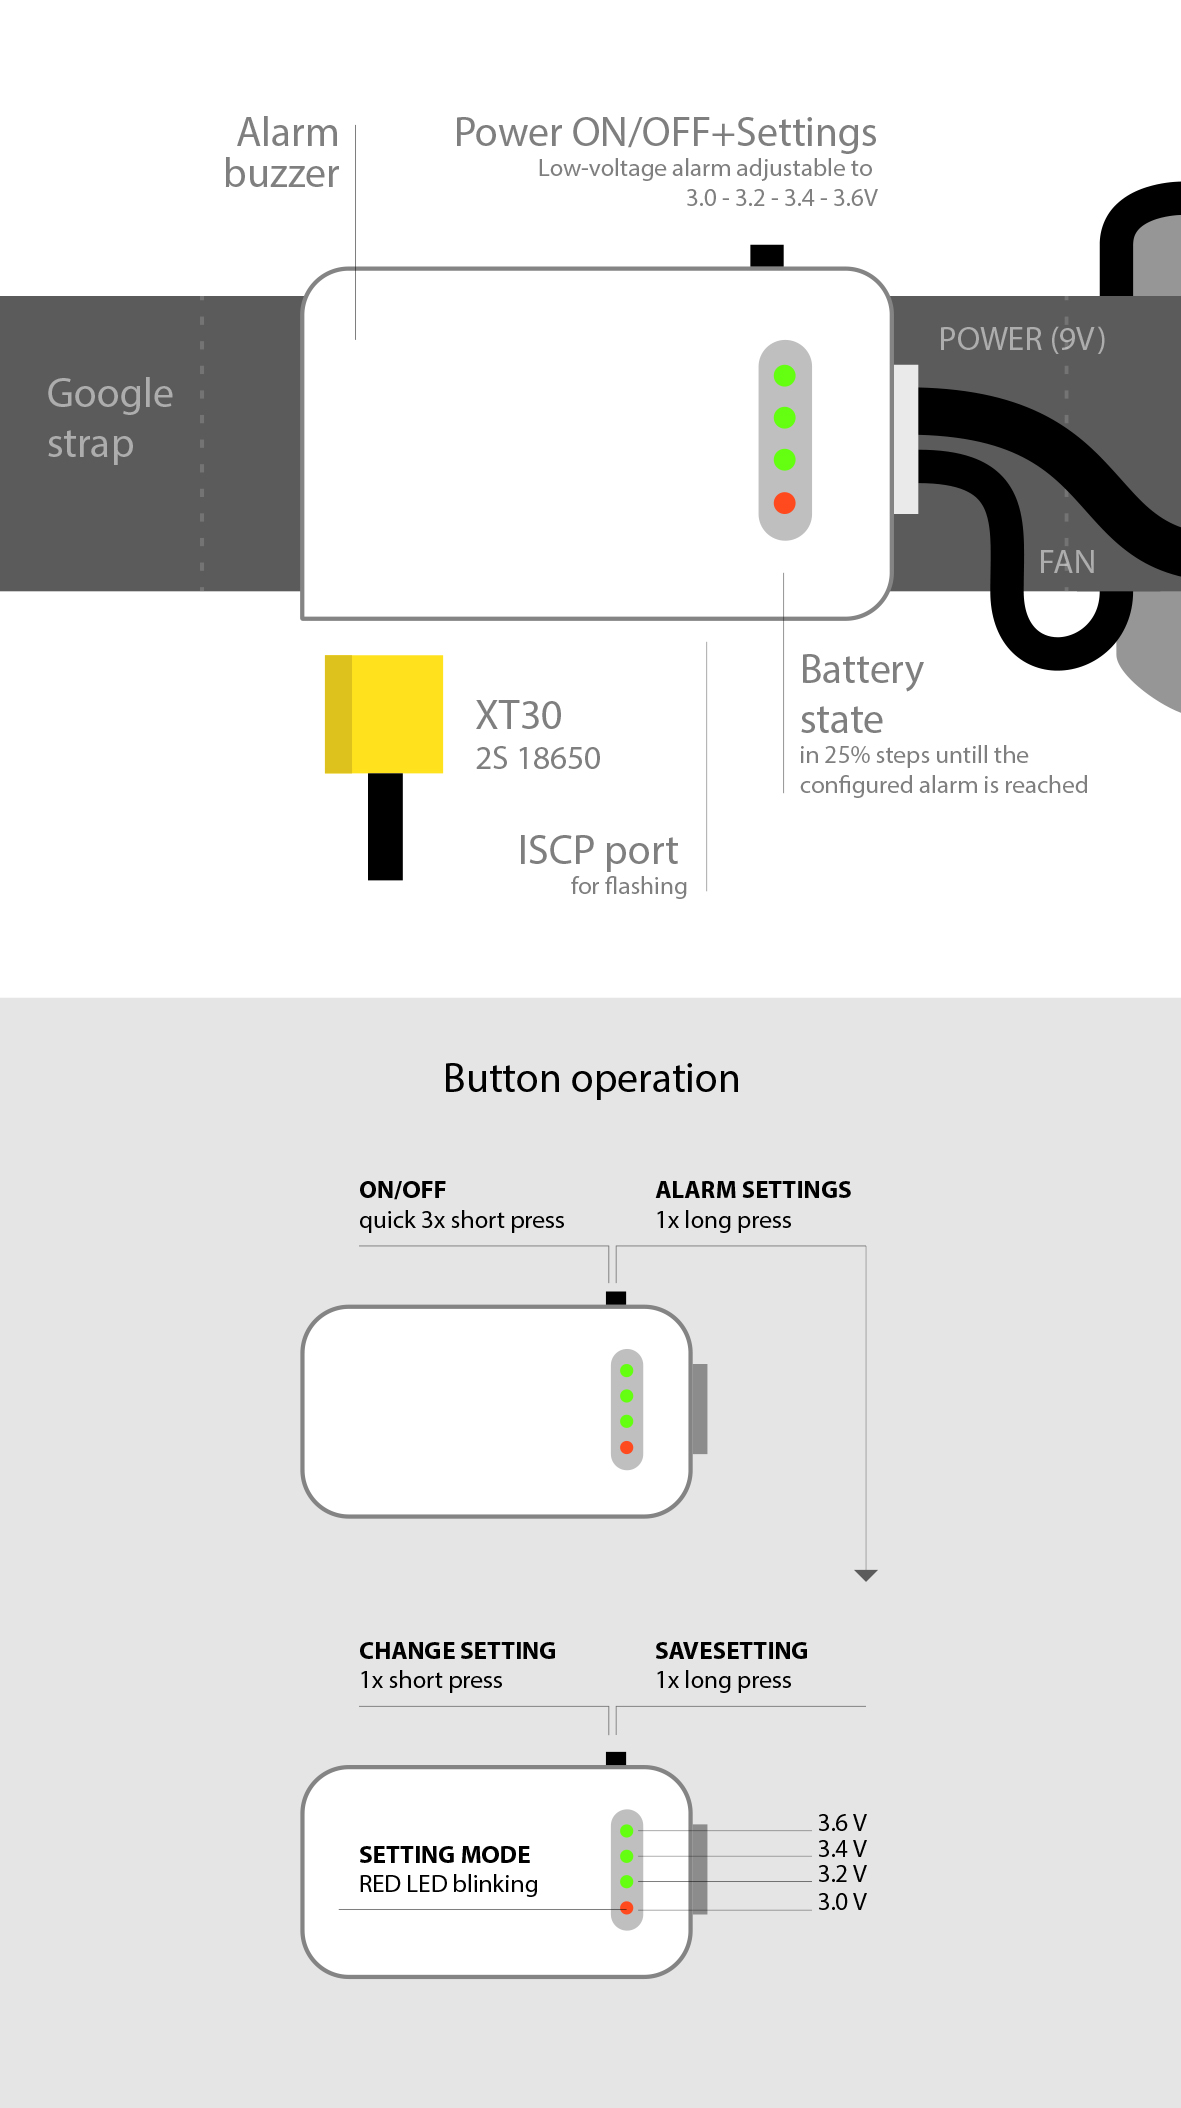 Alarm
buzzer
Power ON/OFF+Settings
Low-voltage alarm adjustable to
3.0 - 3.2 - 3.4 - 3.6V
POWER (9V)
Google
strap
FAN
Battery
state
in 25% steps untill the
configured alarm is reached
XT30
2S 18650
ISCP port
for flashing
Button operation
ON/OFF
quick 3x short press
ALARM SETTINGS
1x long press
CHANGE SETTING
1x short press
SAVESETTING
1x long press
SETTING MODE
RED LED blinking
3.6 V
3.4 V
3.2 V
3.0 V